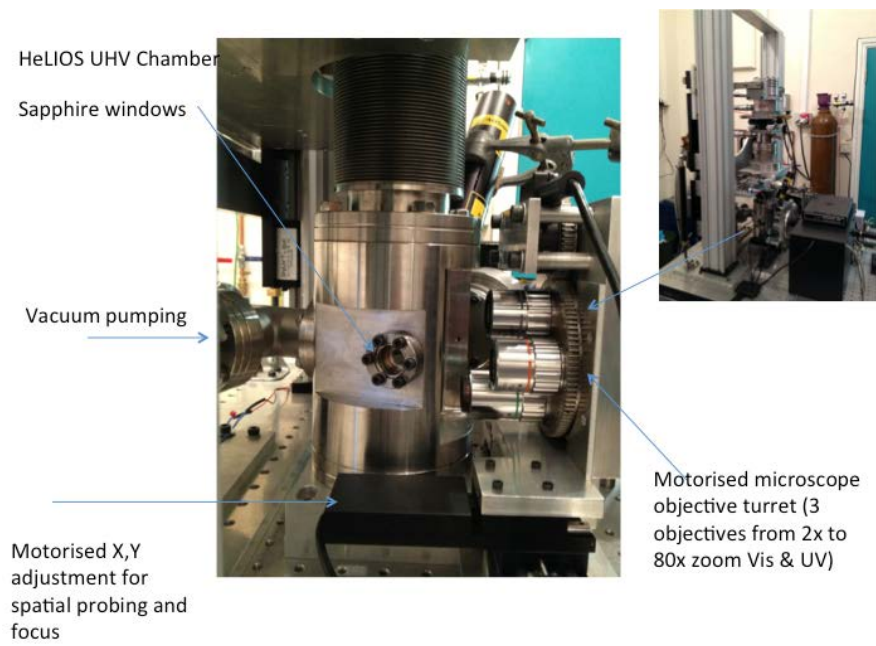 HeLIOS UHV Chamber
Sapphire windows
Vacuum pumping
Motorised X,Y
adjustment for
spatial probing and
focus
Motorised microscope
objective turret (3
objectives from 2x to
80x zoom Vis & UV)